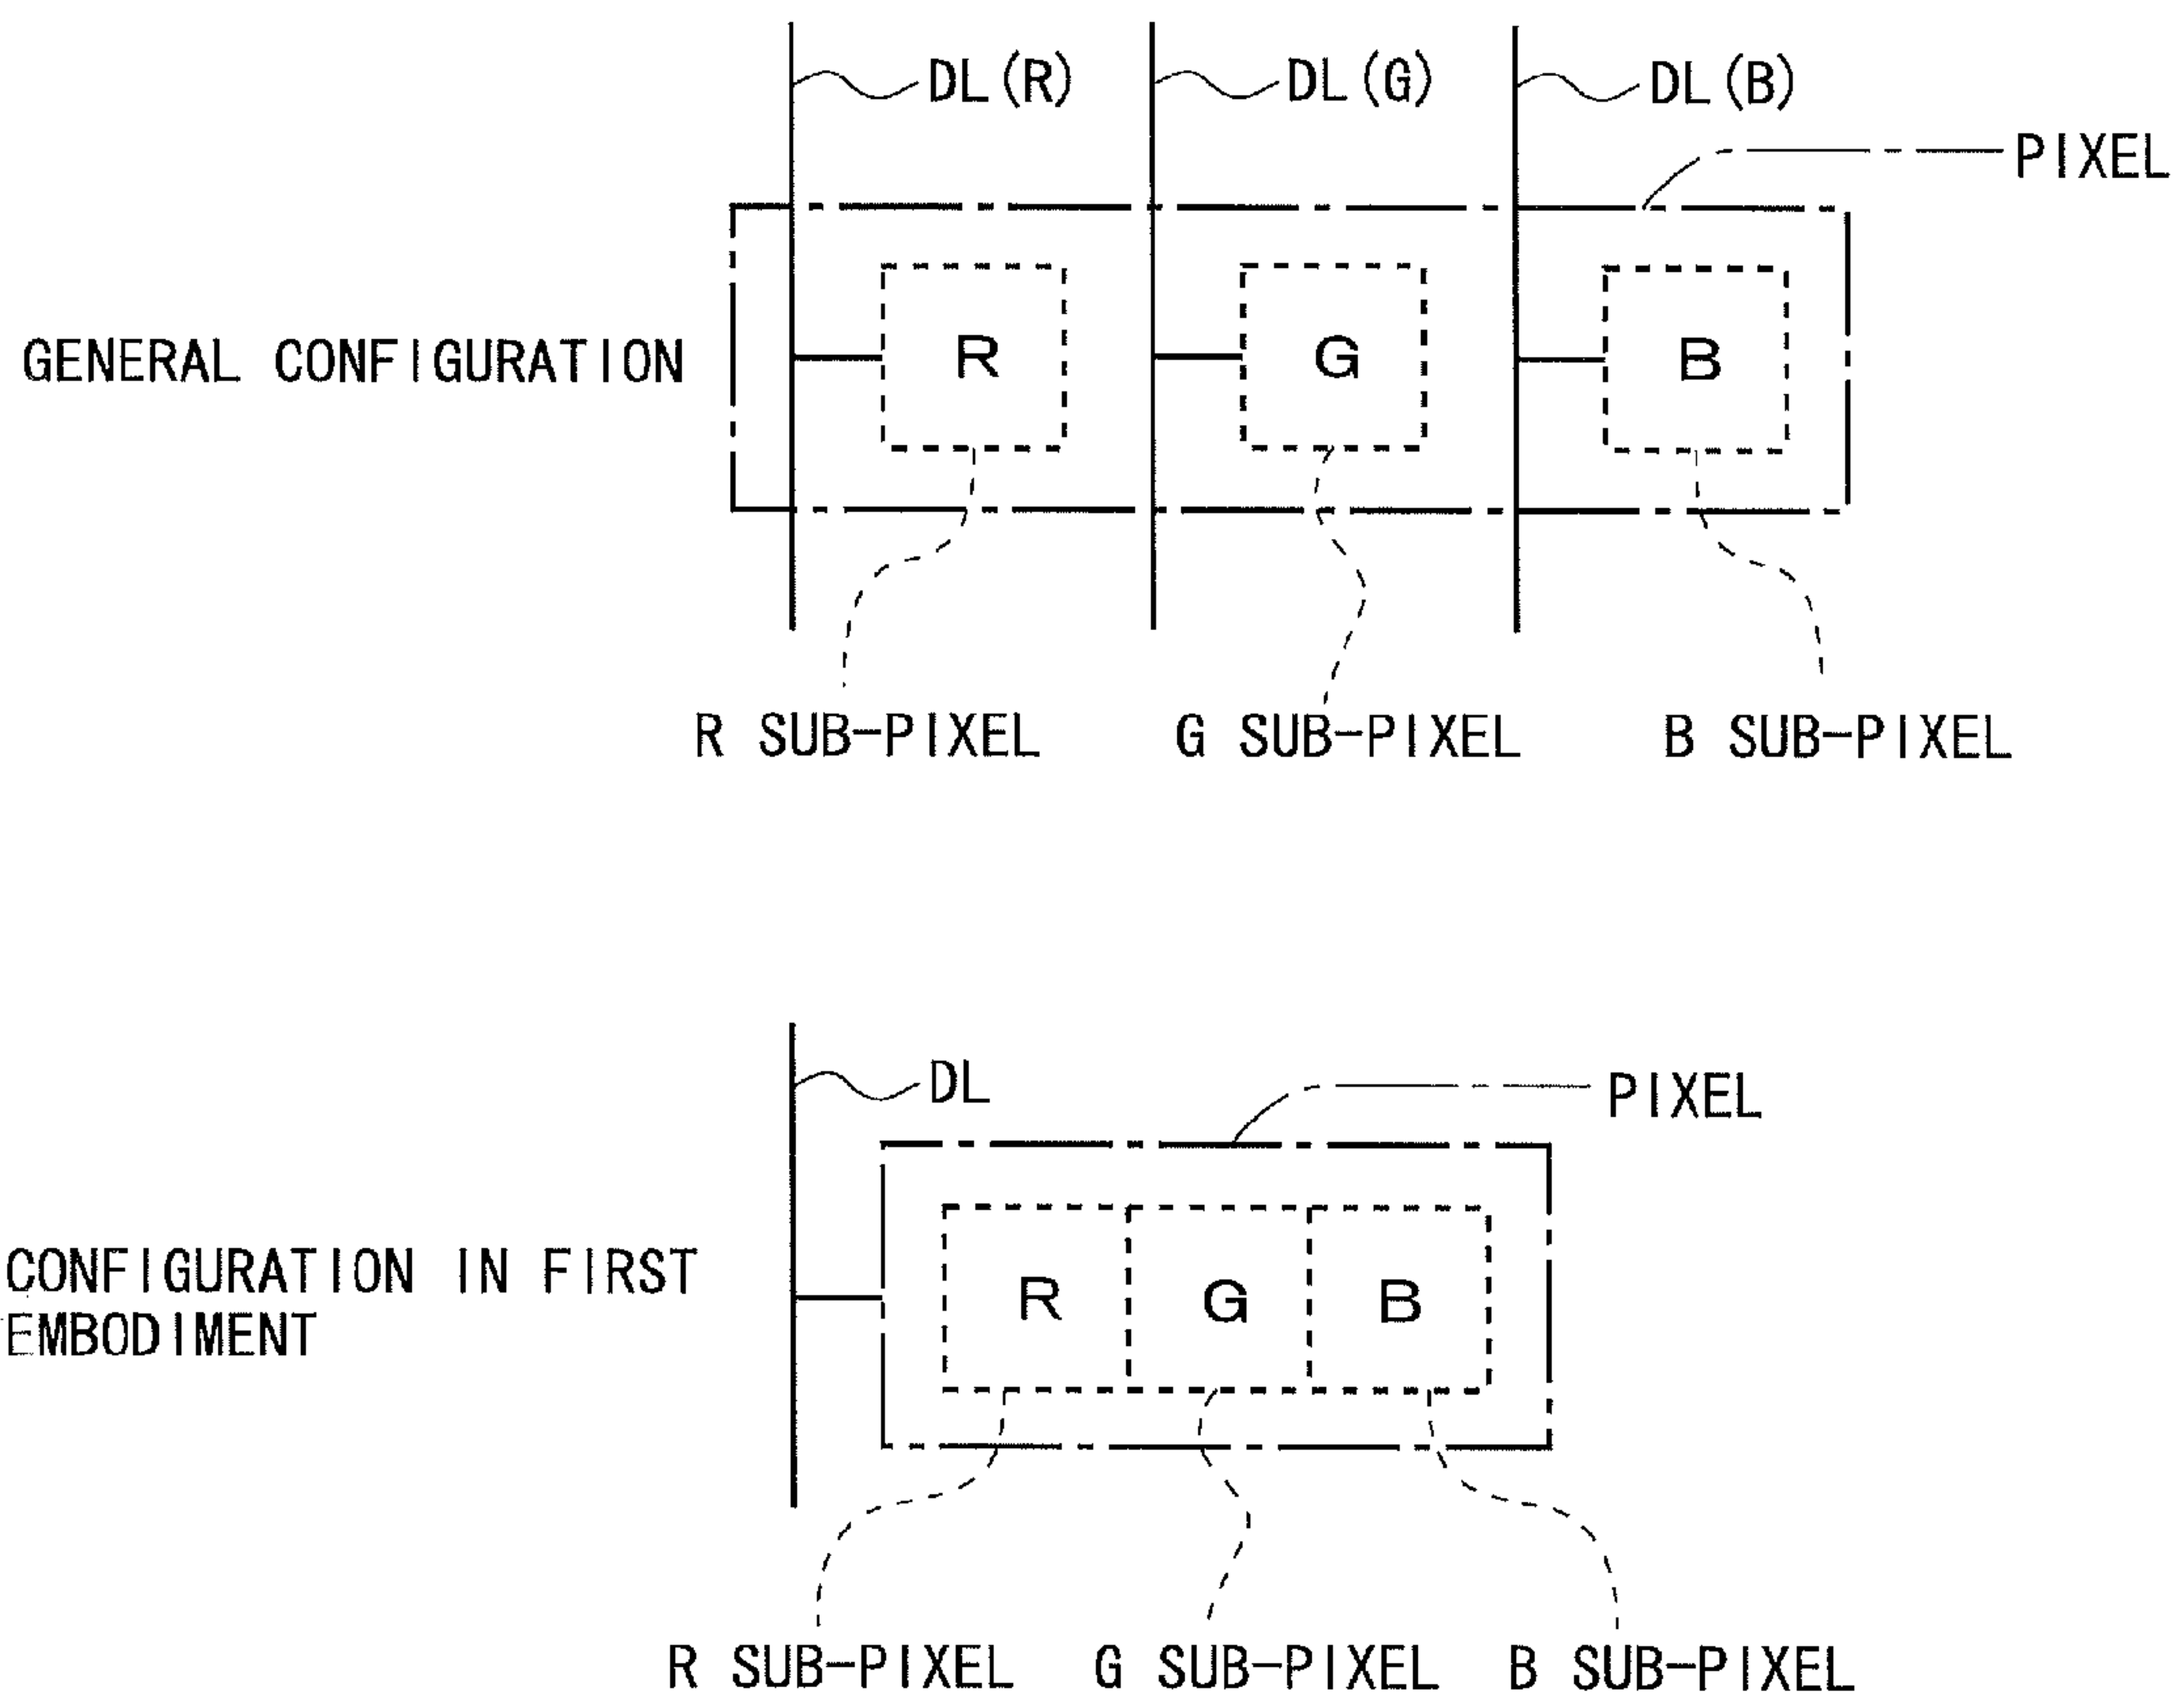 DL(R) DL(G) DL(B)
PIXEL
GENERAL CONFIGURATION
R G B
R SUB-PIXEL G SUB-PIXEL B SUB-PIXEL
DL
PIXEL
CONFIGURATION IN FIRST
EMBODIMENT
R G B
R SUB-PIXEL G SUB-PIXEL B SUB-PIXEL